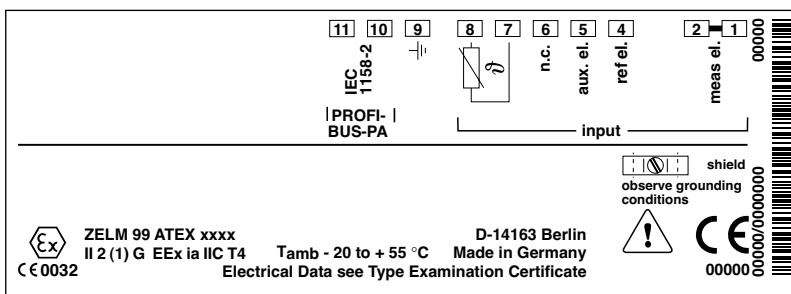 11 10 9 8 7 6 5 4 2 1
IEC
1158-2
n.c.
aux. el.
ref el.
meas el.
00000
PROFI-
BUS-PA
input
shield
observe grounding
conditions
00000/00000000
Ex
ZELM 99 ATEX xxxx
II 2 (1) G EEx ia IIC T4
CE 0032
Tamb - 20 to + 55 °C
D-14163 Berlin
Made in Germany
Electrical Data see Type Examination Certificate
!
CE
00000
ϑ